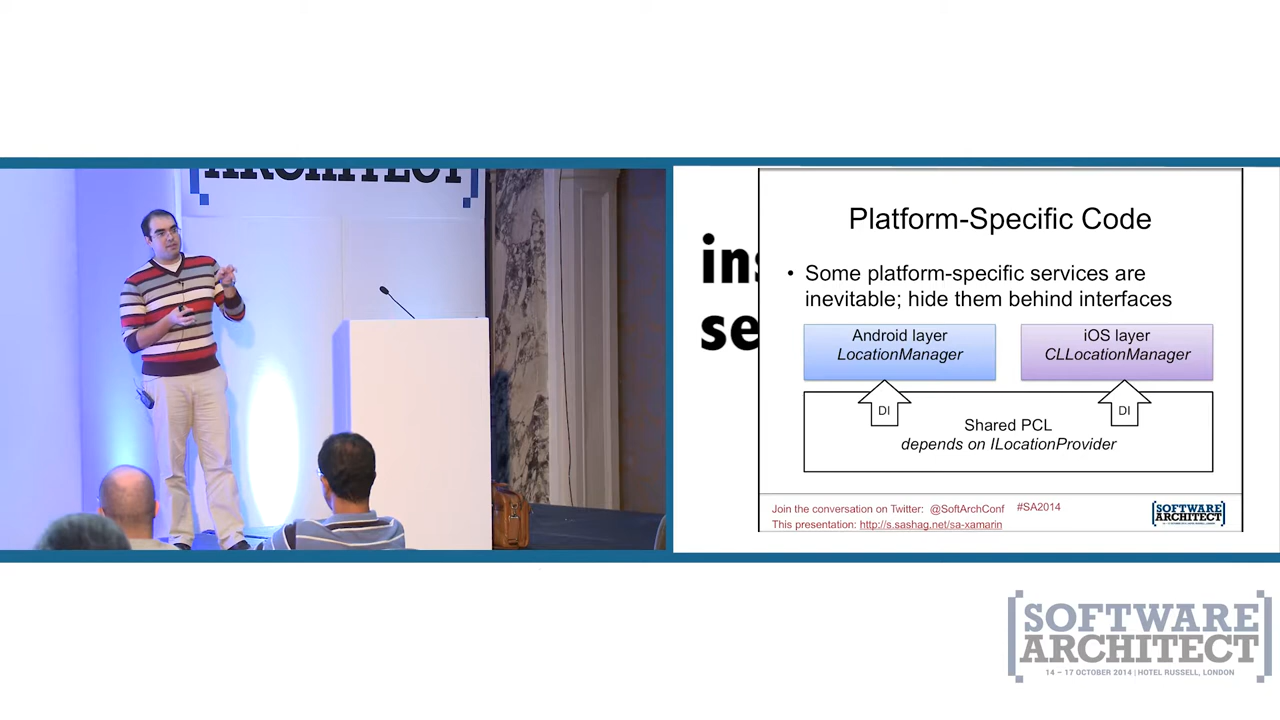 ARCHITECT
Platform-Specific Code
• Some platform-specific services are
inevitable; hide them behind interfaces
Android layer
LocationManager
iOS layer
CLLocationManager
DI
DI
Shared PCL
depends on ILocationProvider
Join the conversation on Twitter: @SoftArchConf #SA2014
This presentation: http://s.sashag.net/sa-xamarin
SOFTWARE
ARCHITECT
SOFTWARE
ARCHITECT
14 – 17 OCTOBER 2014 | HOTEL RUSSELL, LONDON